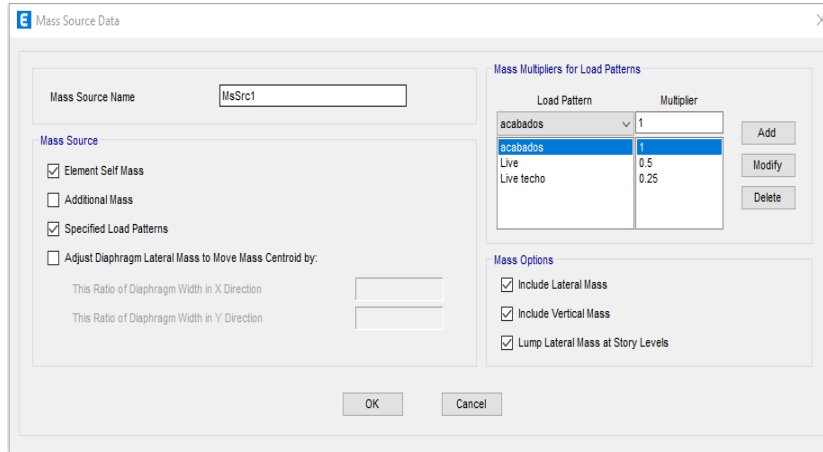 E Mass Source Data
Mass Source Name MsSrc1
Mass Source
Element Self Mass
Additional Mass
Specified Load Patterns
Adjust Diaphragm Lateral Mass to Move Mass Centroid by:
This Ratio of Diaphragm Width in X Direction
This Ratio of Diaphragm Width in Y Direction
Mass Multipliers for Load Patterns
Load Pattern Multiplier
acabados 1
acabados 1
Live 0.5
Live techo 0.25
Add
Modify
Delete
Mass Options
Include Lateral Mass
Include Vertical Mass
Lump Lateral Mass at Story Levels
OK Cancel